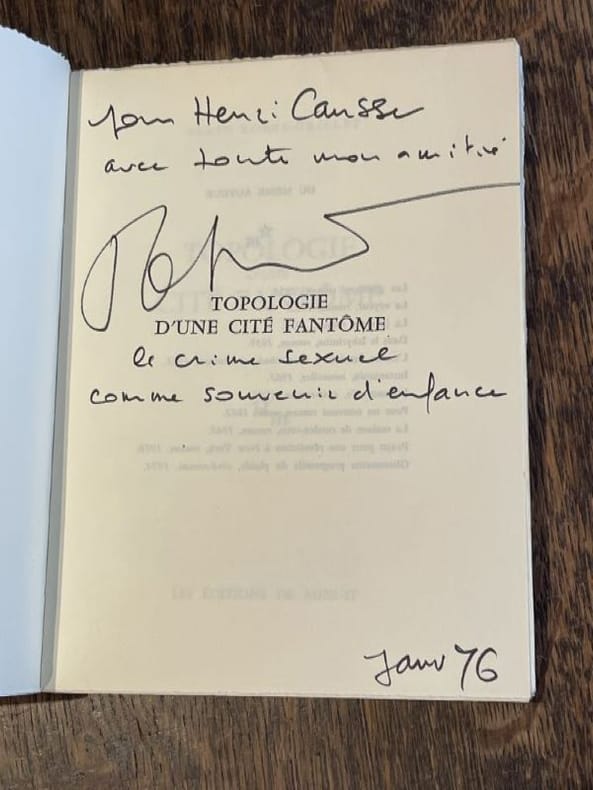 pour Henri Causse
avec toute mon amitié
TOPOLOGIE
D'UNE CITÉ FANTÔME
le crime sexuel
comme souvenir d'enfance
Janv 76